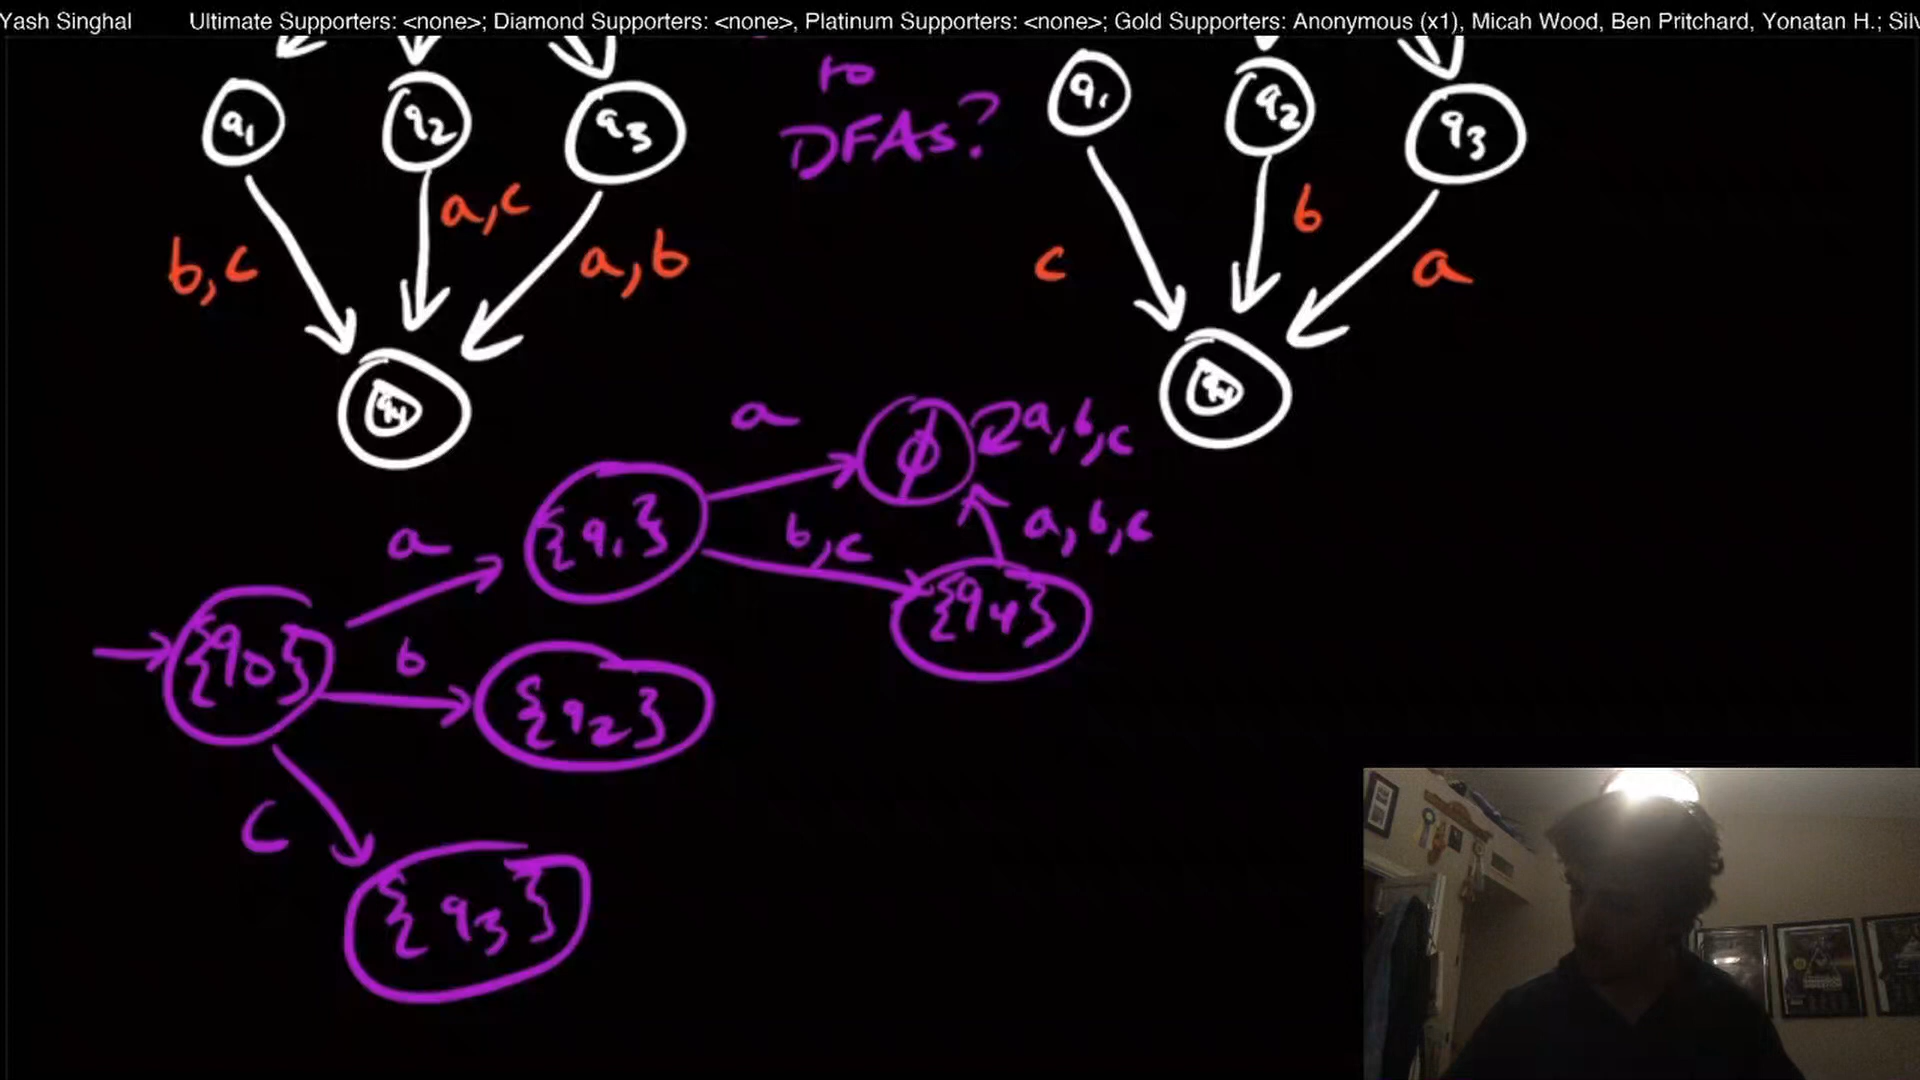 Yash Singhal Ultimate Supporters: <none>; Diamond Supporters: <none>, Platinum Supporters: <none>; Gold Supporters: Anonymous (x1), Micah Wood, Ben Pritchard, Yonatan H.; Silv
to
DFAs?
q1 q2 q3
q1 q2 q3
a,c
b,c
a,b
b
c
a
q4
q4
a
ϕ
a,b,c
{q1}
b,c
a,b,c
a
{q4}
{q0}
b
{q2}
c
{q3}